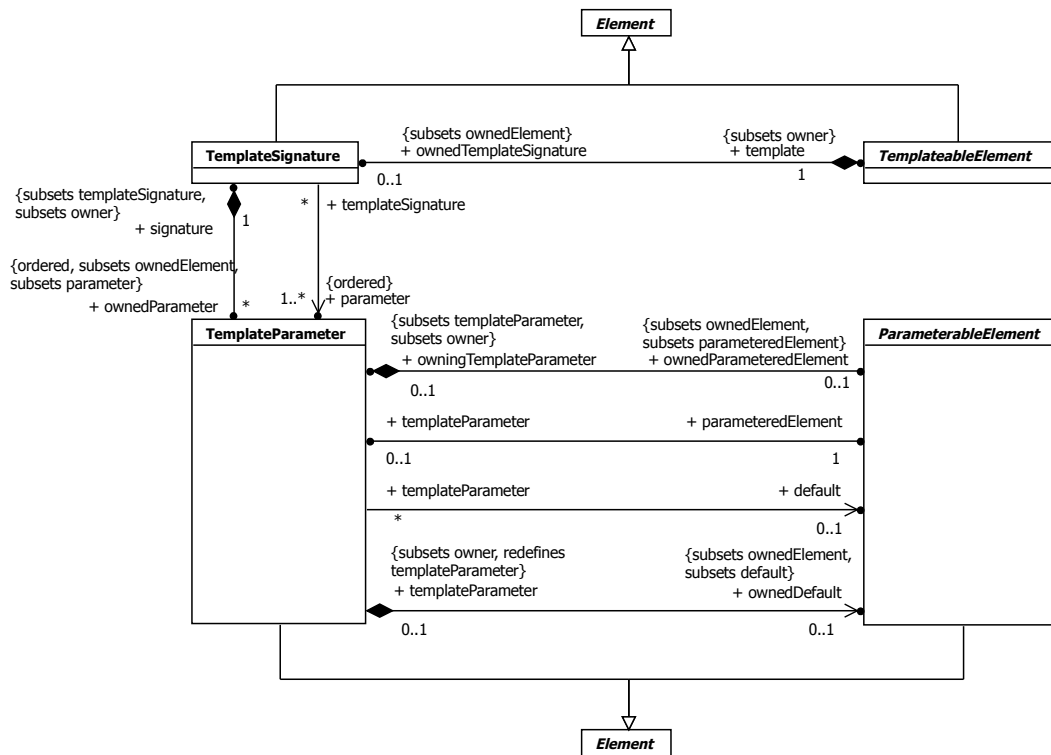 Element
{subsets ownedElement}
+ ownedTemplateSignature
0..1
{subsets owner}
+ template
1
TemplateSignature
TemplateableElement
{subsets templateSignature,
subsets owner}
+ signature
1
*
+ templateSignature
{ordered, subsets ownedElement,
subsets parameter}
+ ownedParameter
*
1..*
{ordered}
+ parameter
TemplateParameter
ParameterableElement
{subsets templateParameter,
subsets owner}
+ owningTemplateParameter
0..1
{subsets ownedElement,
subsets parameteredElement}
+ ownedParameteredElement
0..1
+ templateParameter
0..1
+ parameteredElement
1
+ templateParameter
*
+ default
0..1
{subsets owner, redefines
templateParameter}
+ templateParameter
0..1
{subsets ownedElement,
subsets default}
+ ownedDefault
0..1
Element